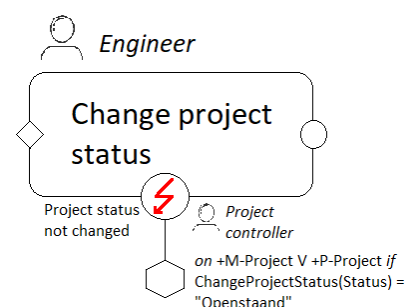 Engineer
Change project
status
Project status
not changed
Project
controller
on +M-Project V +P-Project if
ChangeProjectStatus(Status) =
"Openstaand"